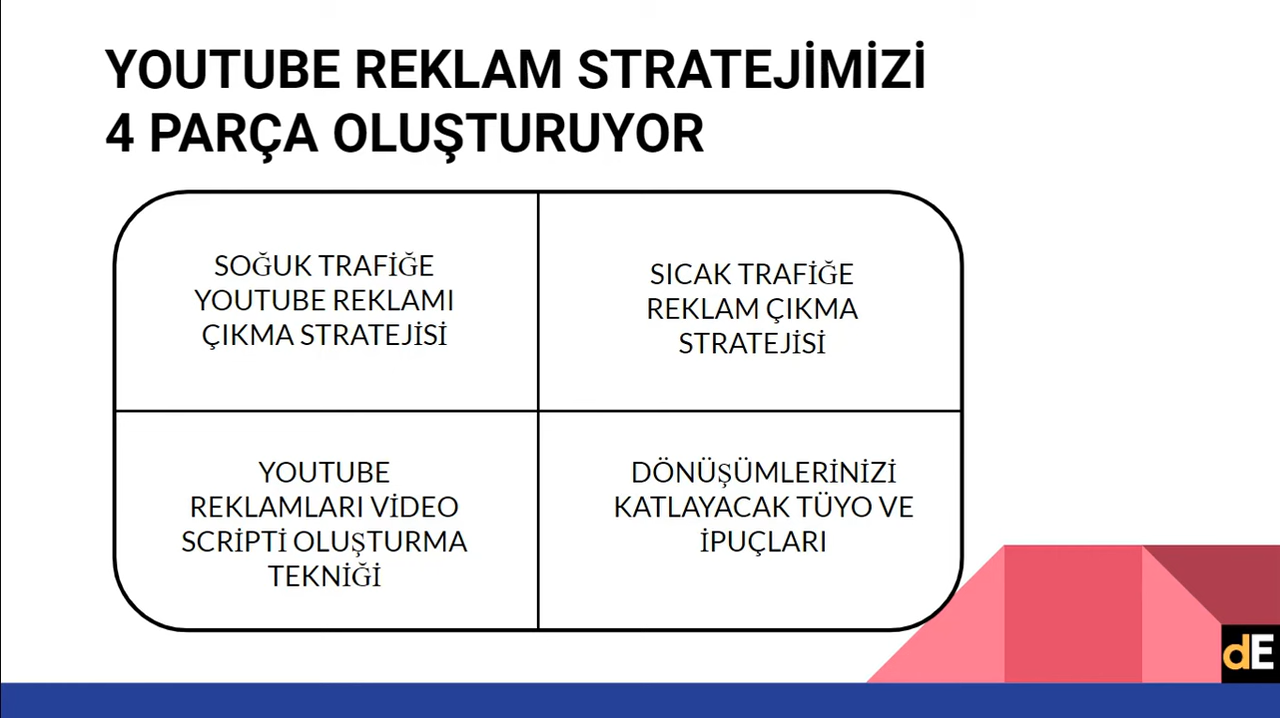 YOUTUBE REKLAM STRATEJİMİZİ
4 PARÇA OLUŞTURUYOR
SOĞUK TRAFİĞE
YOUTUBE REKLAMI
ÇIKMA STRATEJİSİ
SICAK TRAFİĞE
REKLAM ÇIKMA
STRATEJİSİ
YOUTUBE
REKLAMLARI VİDEO
SCRİPTİ OLUŞTURMA
TEKNİĞİ
DÖNÜŞÜMLERİNİZİ
KATLAYACAK TÜYO VE
İPUÇLARI
dE